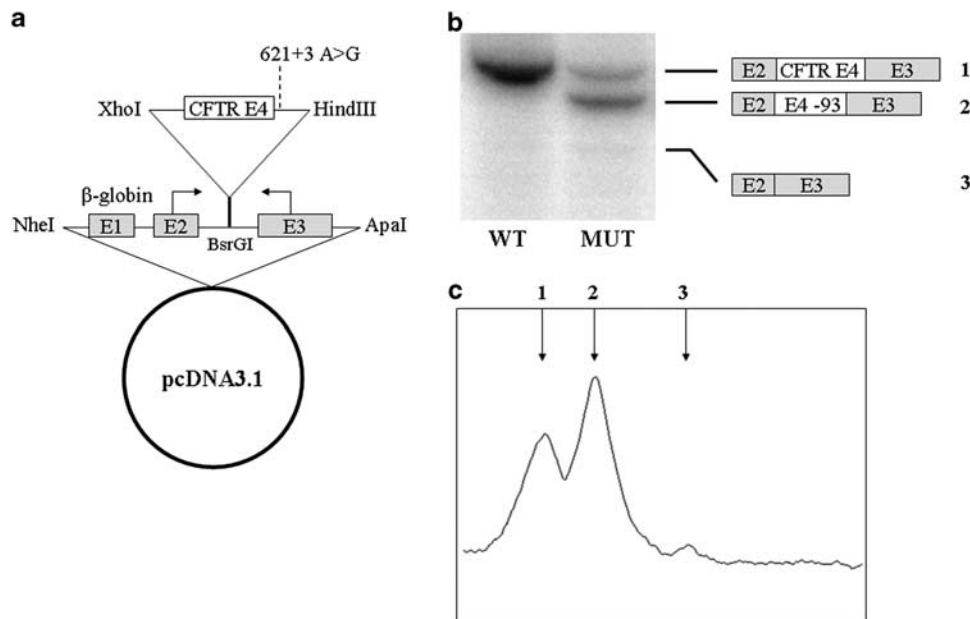 a
621+3 A>G
XhoI CFTR E4 HindIII
β-globin
NheI E1 E2 E3 ApaI
BsrGI
pcDNA3.1
b
WT MUT
E2 CFTR E4 E3 1
E2 E4 -93 E3 2
E2 E3 3
c
1 2 3